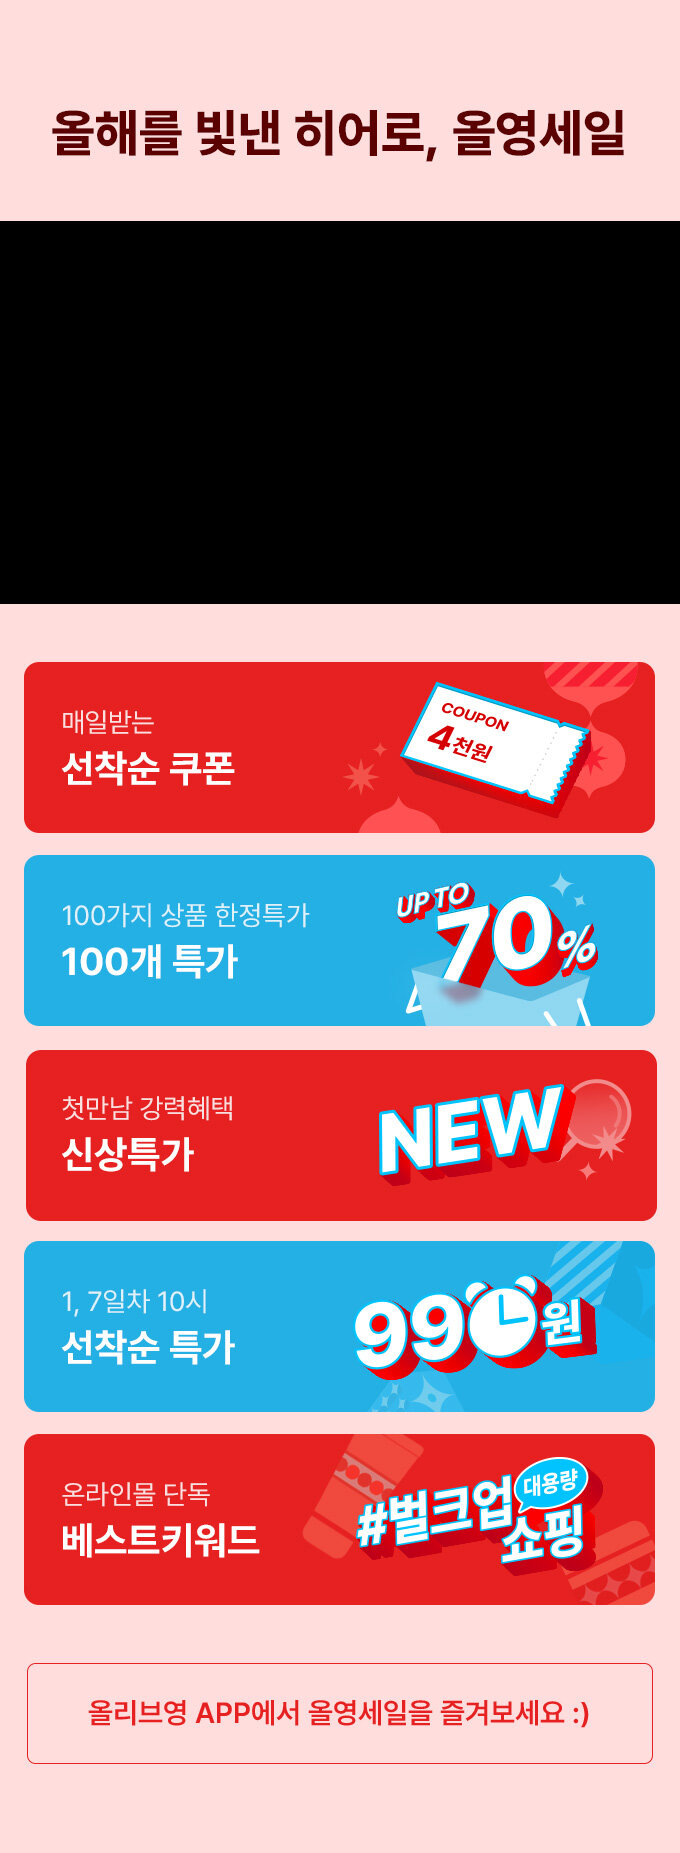 올해를 빛낸 히어로, 올영세일
매일받는
선착순 쿠폰
COUPON
4천원
100가지 상품 한정특가
100개 특가
UP TO
70%
첫만남 강력혜택
신상특가
NEW
1, 7일차 10시
선착순 특가
990원
온라인몰 단독
베스트키워드
#벌크업
대용량
쇼핑
올리브영 APP에서 올영세일을 즐겨보세요 :)